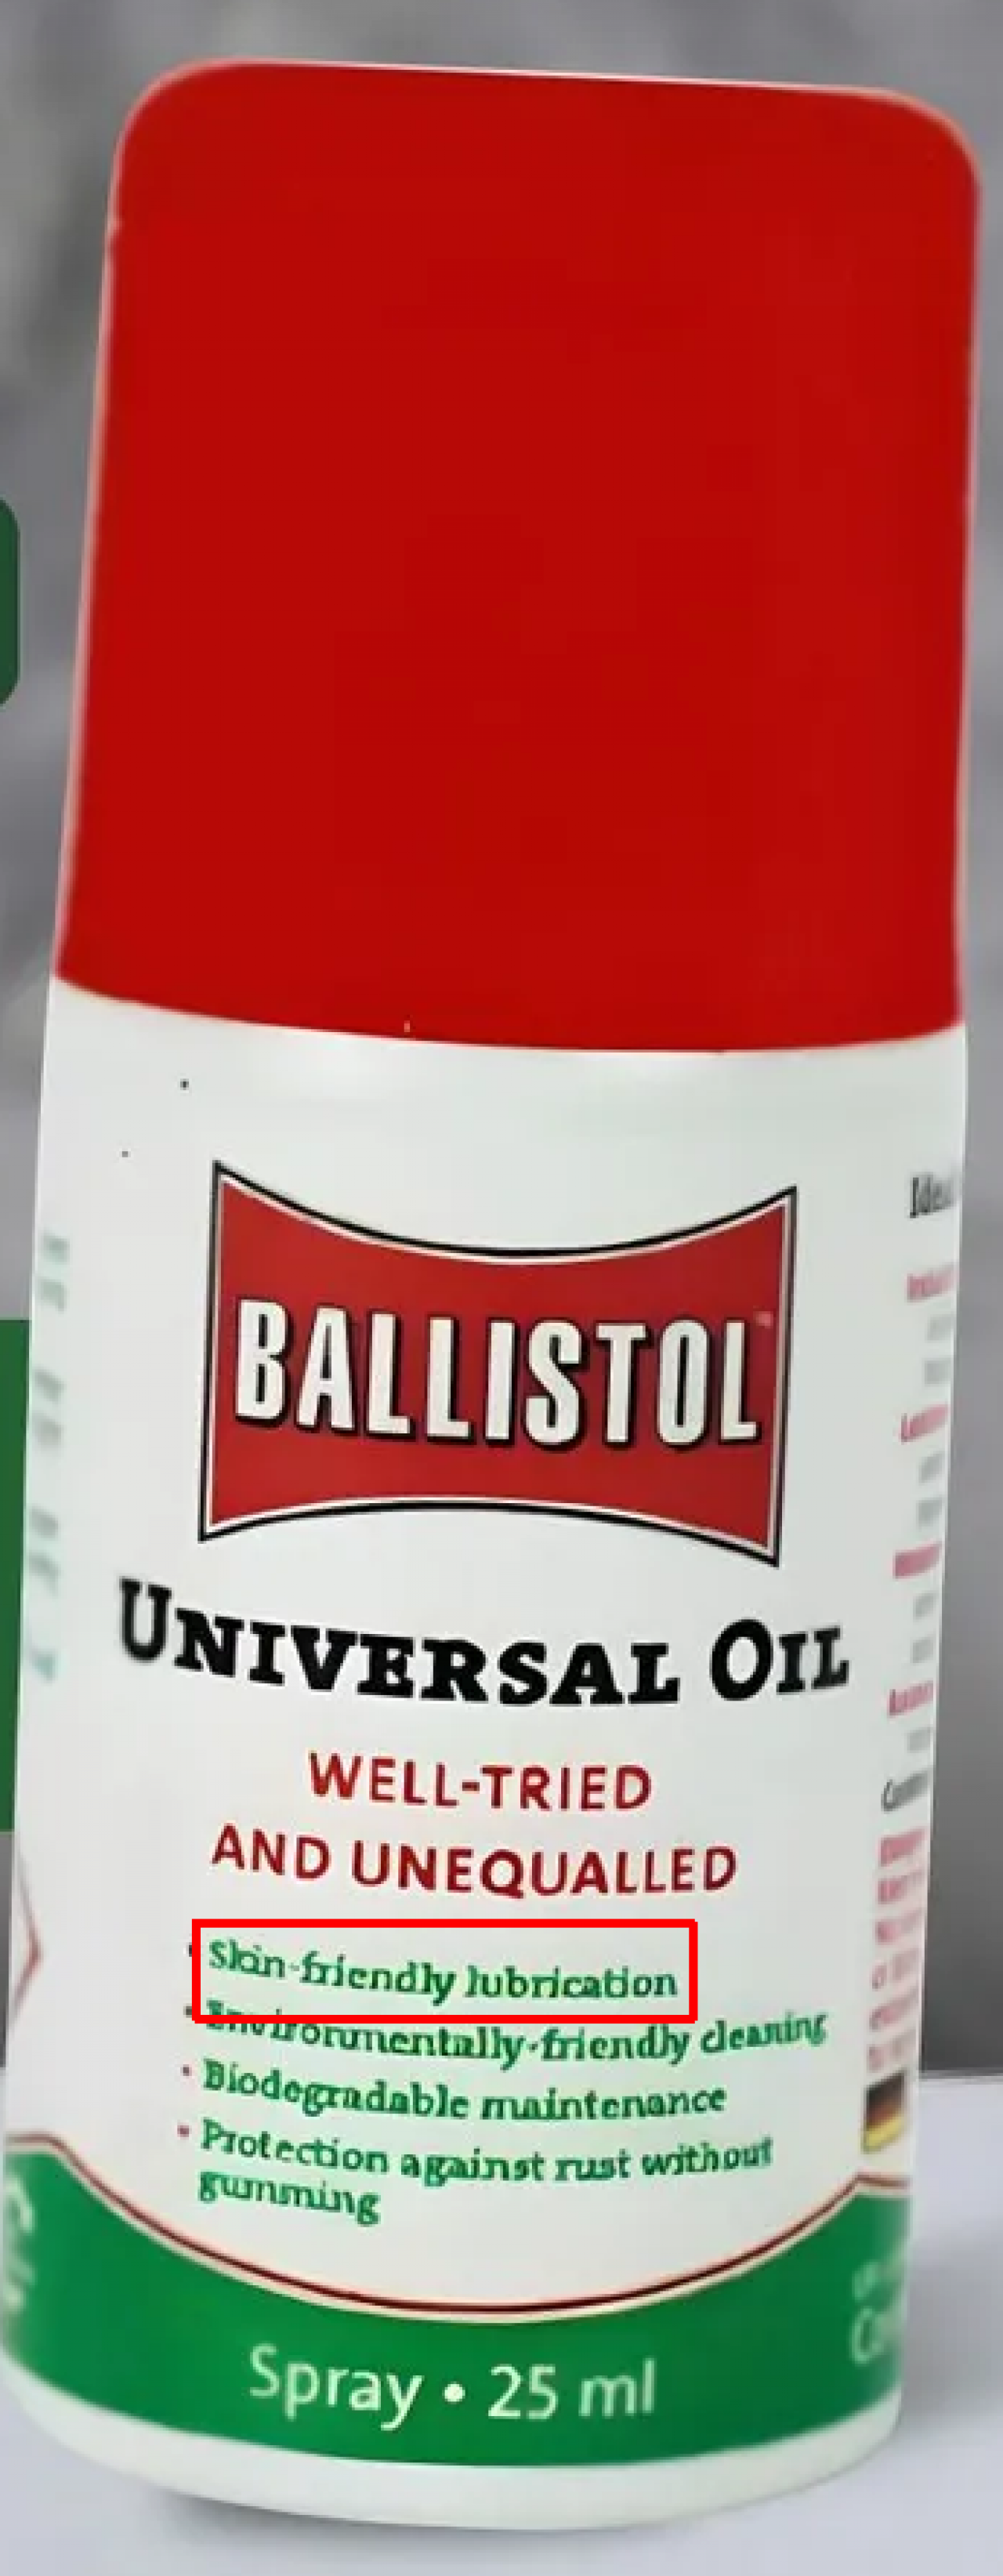 BALLISTOL
UNIVERSAL OIL
WELL-TRIED
AND UNEQUALLED
• Skin-friendly lubrication
• Environmentally-friendly cleaning
• Biodegradable maintenance
• Protection against rust without
gumming
Spray • 25 ml